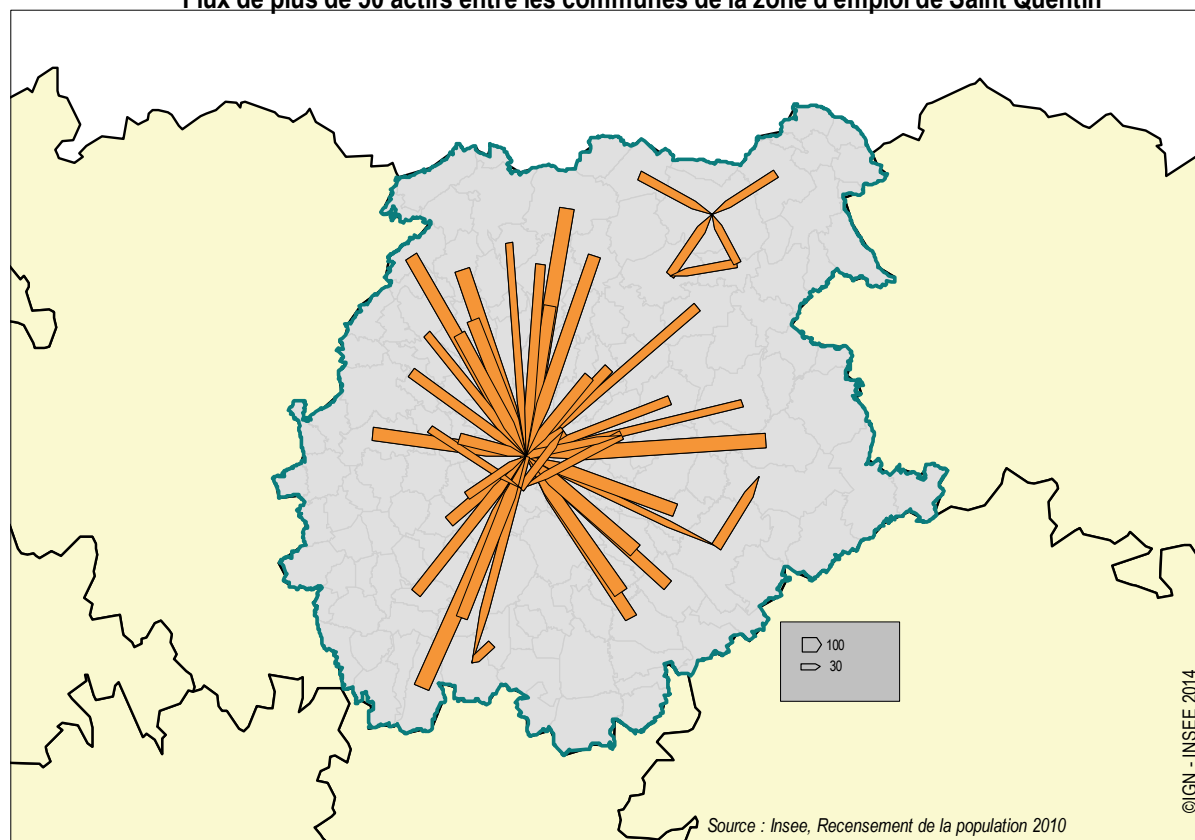 Flux de plus de 50 actifs entre les communes de la zone d'emploi de Saint Quentin
100
30
©IGN - INSEE 2014
Source : Insee, Recensement de la population 2010